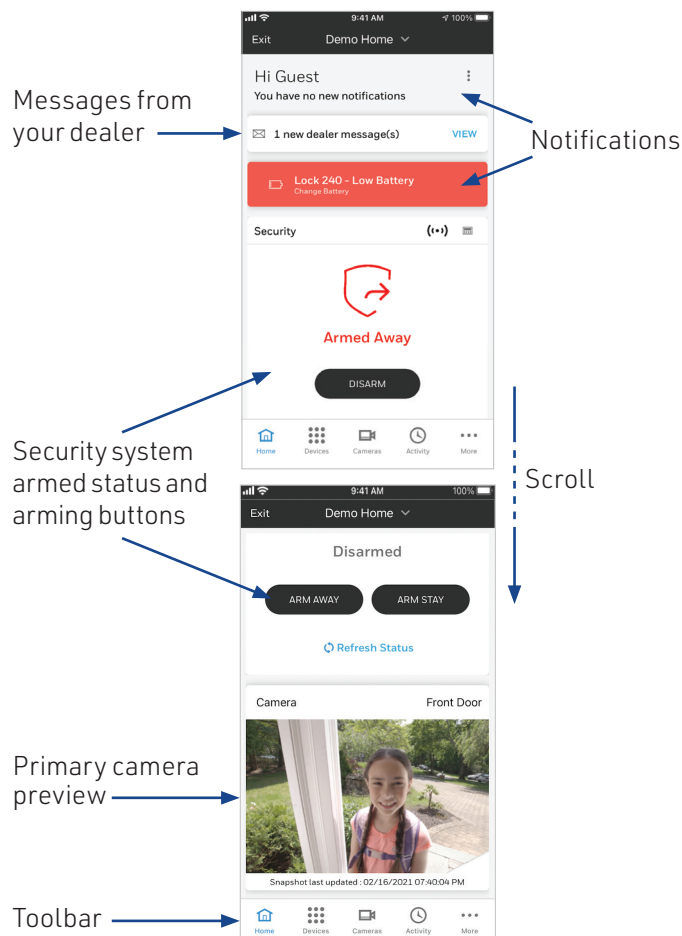 9:41 AM
100%
Exit
Demo Home
Hi Guest
You have no new notifications
Messages from
your dealer
1 new dealer message(s)
VIEW
Notifications
Lock 240 - Low Battery
Change Battery
Security
Armed Away
DISARM
Home
Devices
Cameras
Activity
More
Security system
armed status and
arming buttons
Scroll
9:41 AM
100%
Exit
Demo Home
Disarmed
ARM AWAY
ARM STAY
Refresh Status
Camera
Front Door
Primary camera
preview
Snapshot last updated : 02/16/2021 07:40:04 PM
Toolbar
Home
Devices
Cameras
Activity
More